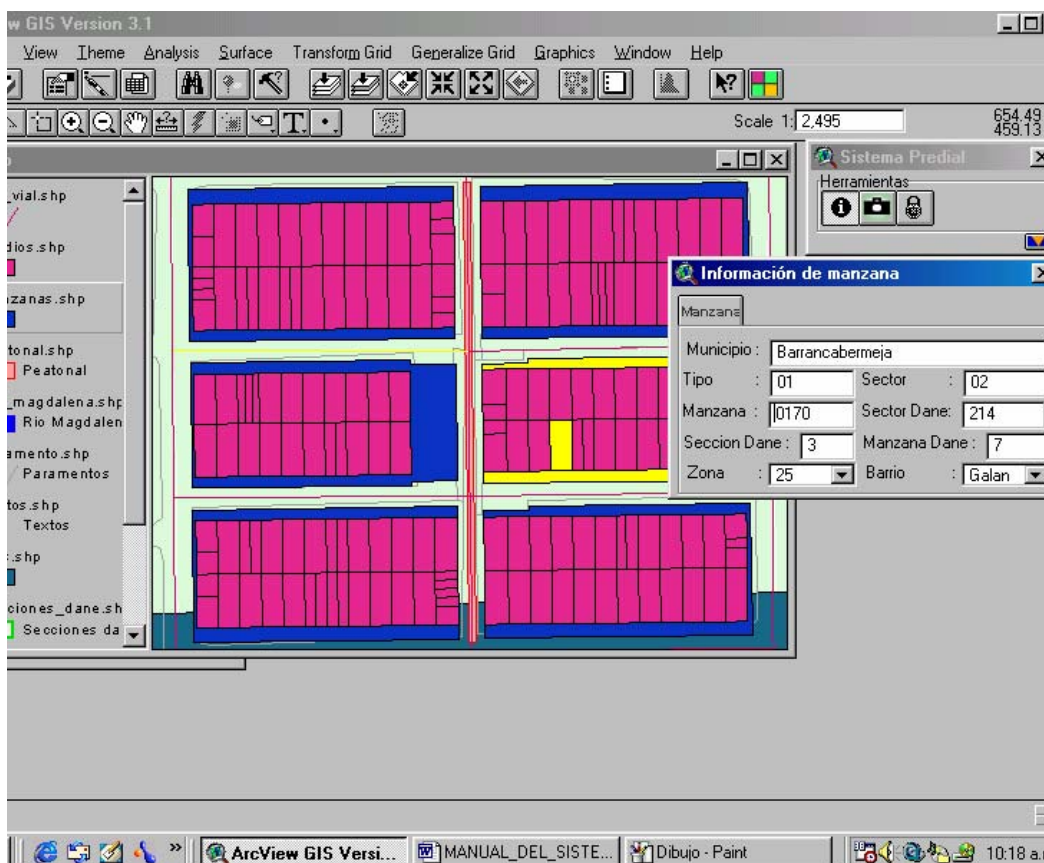 w GIS Version 3.1
View Theme Analysis Surface Transform Grid Generalize Grid Graphics Window Help
Scale 1: 2,495
654.49
459.13
_vial.shp
dios.shp
zanas.shp
tonal.shp
Peatonal
_magdalena.shp
Rio Magdalen
amento.shp
Paramentos
tos.shp
Textos
.shp
ciones_dane.sh
Secciones da
Sistema Predial
Herramientas
Información de manzana
Manzana
Municipio : Barrancabermeja
Tipo : 01 Sector : 02
Manzana : 0170 Sector Dane: 214
Seccion Dane : 3 Manzana Dane : 7
Zona : 25 Barrio : Galan
» ArcView GIS Versi... MANUAL_DEL_SISTE... Dibujo - Paint 10:18 a.